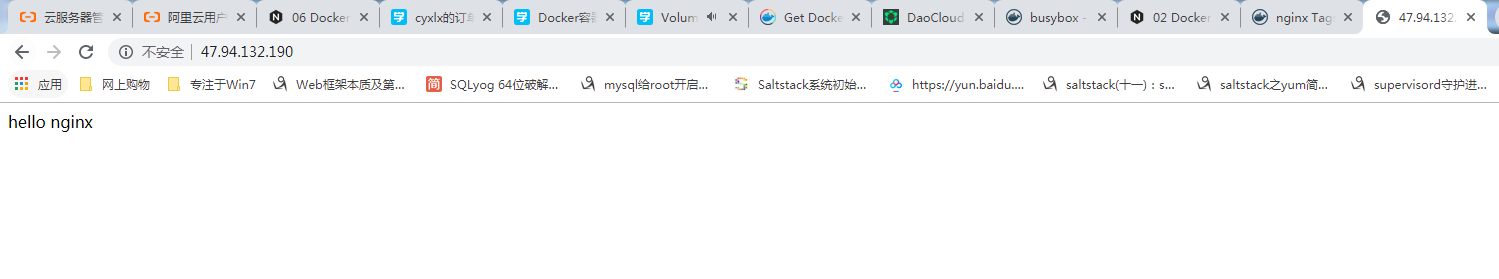 云服务器管 阿里云用户 06 Docker cyxlx的订单 Docker容器 Volum Get Docke DaoCloud busybox - 02 Docker nginx Tags 47.94.132.
不安全 47.94.132.190
应用 网上购物 专注于Win7 Web框架本质及第... SQLyog 64位破解... mysql给root开启... Saltstack系统初始... https://yun.baidu.... saltstack(十一)：s... saltstack之yum简... supervisord守护进...
hello nginx